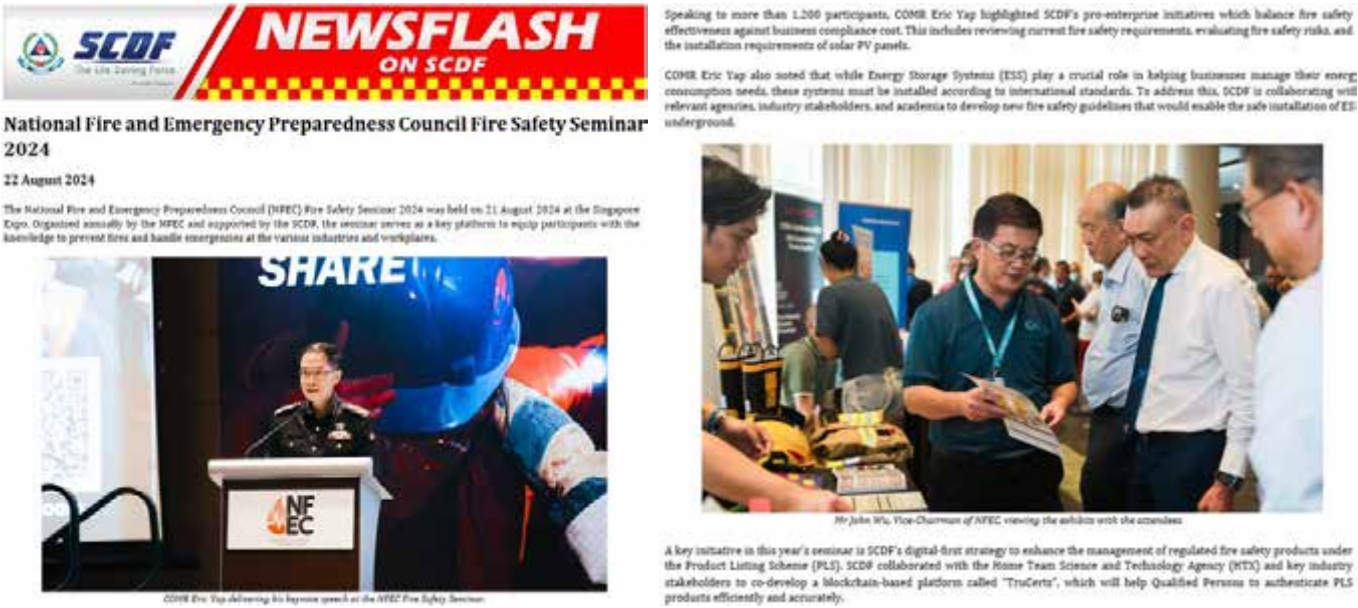 SCDF
The Life Saving Force
NEWSFLASH
ON SCDF
National Fire and Emergency Preparedness Council Fire Safety Seminar
2024
22 August 2024
The National Fire and Emergency Preparedness Council (NFEC) Fire Safety Seminar 2024 was held on 21 August 2024 at the Singapore
Expo. Organised annually by the NFEC and supported by the SCDF, the seminar serves as a key platform to equip participants with the
knowledge to prevent fires and handle emergencies at the various industries and workplaces.
SHARE
NF
EC
COMR Eric Yap delivering his keynote speech at the NFEC Fire Safety Seminar
Speaking to more than 1,200 participants, COMR Eric Yap highlighted SCDF's pro-enterprise initiatives which balance fire safety
effectiveness against business compliance cost. This includes reviewing current fire safety requirements, evaluating fire safety risks, and
the installation requirements of solar PV panels.
COMR Eric Yap also noted that while Energy Storage Systems (ESS) play a crucial role in helping businesses manage their energy
consumption needs, these systems must be installed according to international standards. To address this, SCDF is collaborating with
relevant agencies, industry stakeholders, and academia to develop new fire safety guidelines that would enable the safe installation of ES
underground.
Mr John Wu, Vice-Chairman of NFEC viewing the exhibits with the attendees
A key initiative in this year's seminar is SCDF's digital-first strategy to enhance the management of regulated fire safety products under
the Product Listing Scheme (PLS). SCDF collaborated with the Home Team Science and Technology Agency (HTX) and key industry
stakeholders to co-develop a blockchain-based platform called "TruCerts", which will help Qualified Persons to authenticate PLS
products efficiently and accurately.